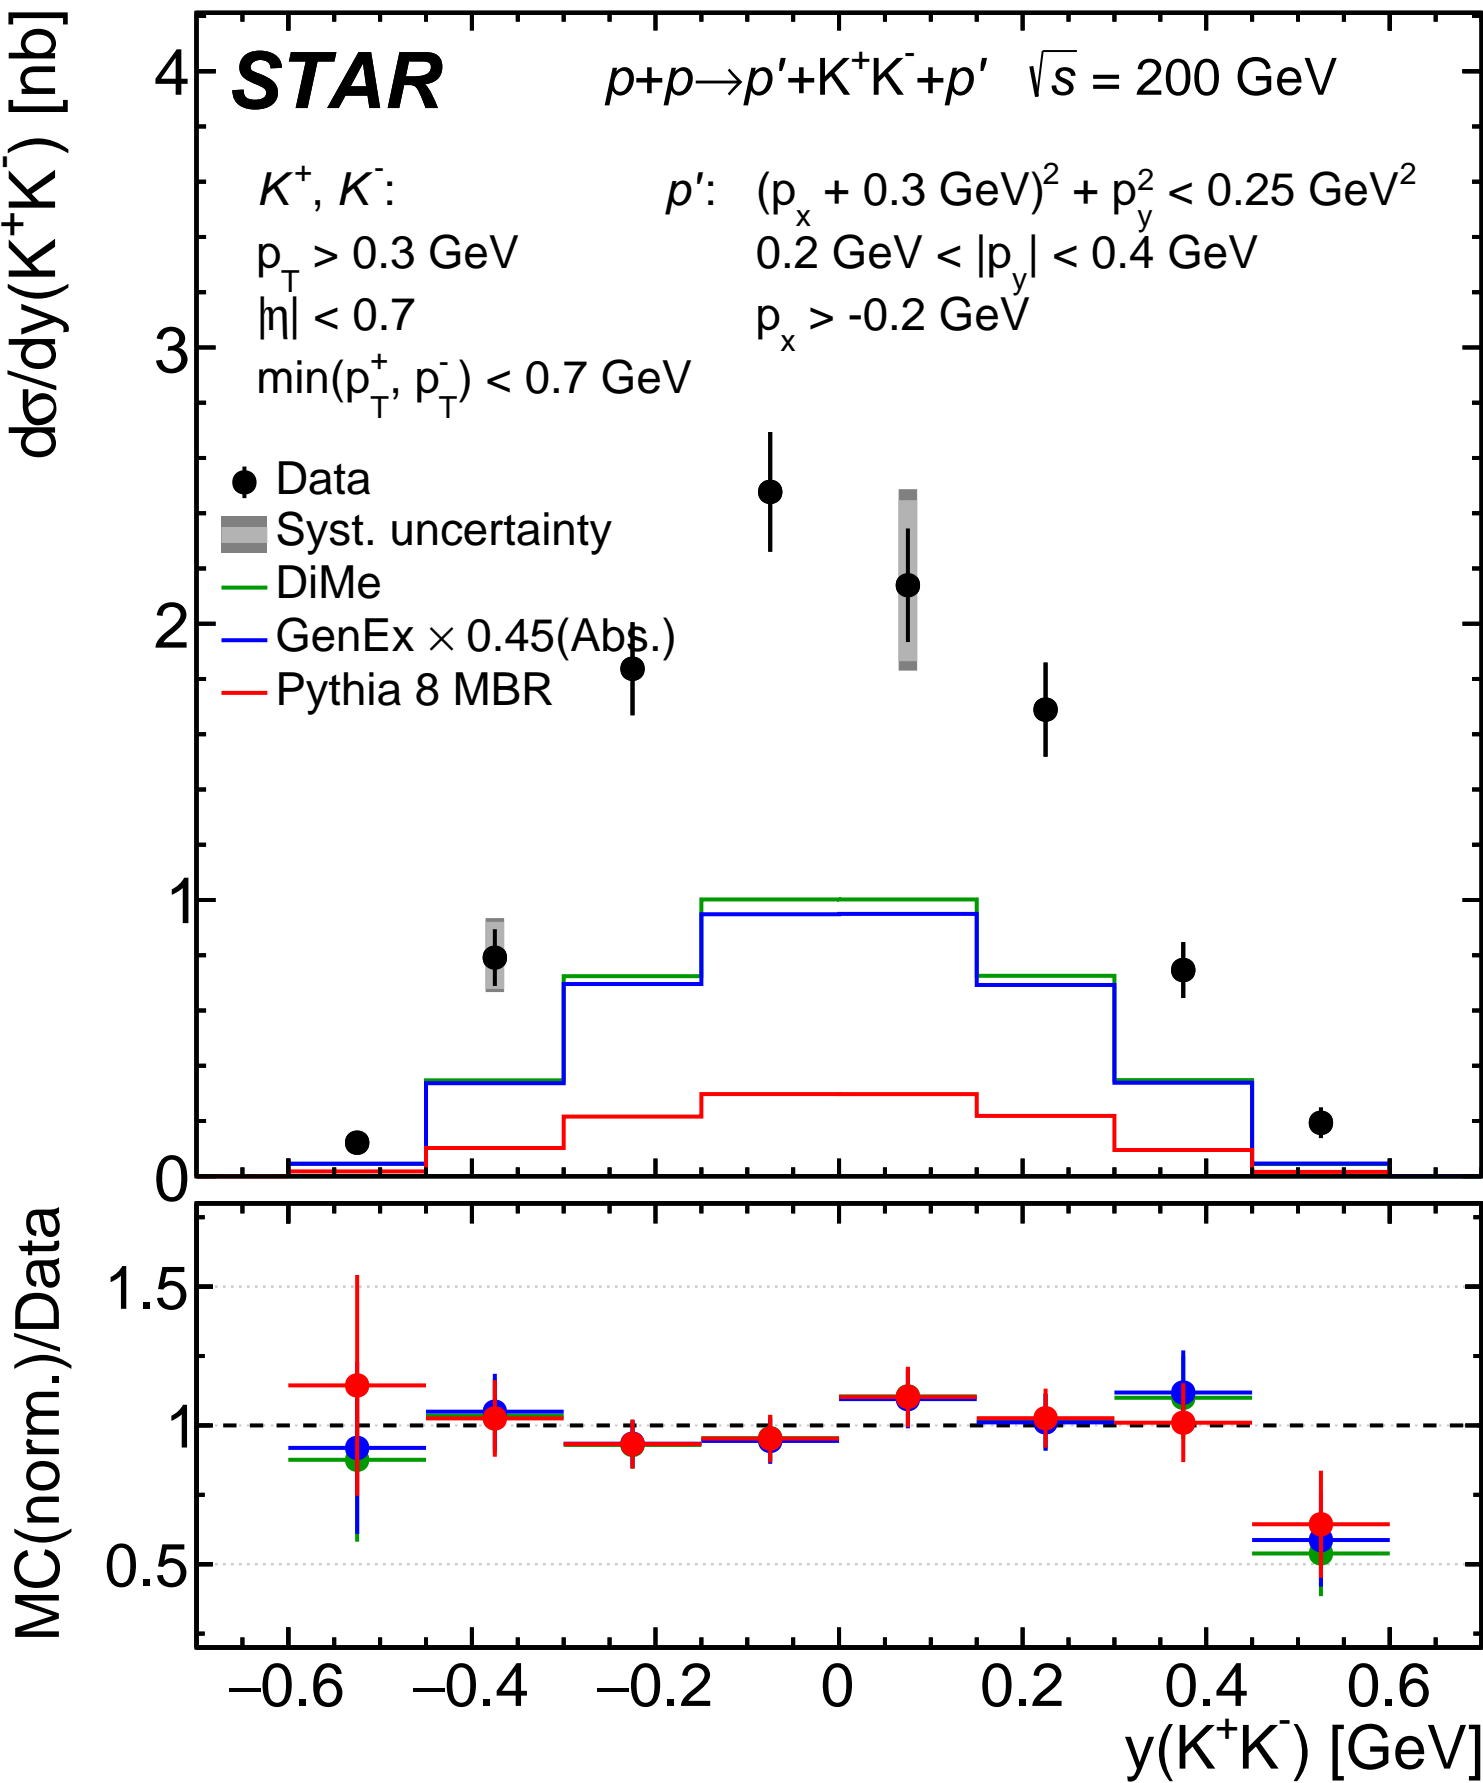 STAR p+p→p′+K⁺K⁻+p′ √s = 200 GeV
K⁺, K⁻: p′: (pₓ + 0.3 GeV)² + p_y² < 0.25 GeV²
p_T > 0.3 GeV 0.2 GeV < |p_y| < 0.4 GeV
|η| < 0.7 pₓ > -0.2 GeV
min(p_T⁺, p_T⁻) < 0.7 GeV
Data
Syst. uncertainty
DiMe
GenEx × 0.45(Abs.)
Pythia 8 MBR
dσ/dy(K⁺K⁻) [nb]
4
3
2
1
0
MC(norm.)/Data
1.5
1
0.5
−0.6 −0.4 −0.2 0 0.2 0.4 0.6
y(K⁺K⁻) [GeV]